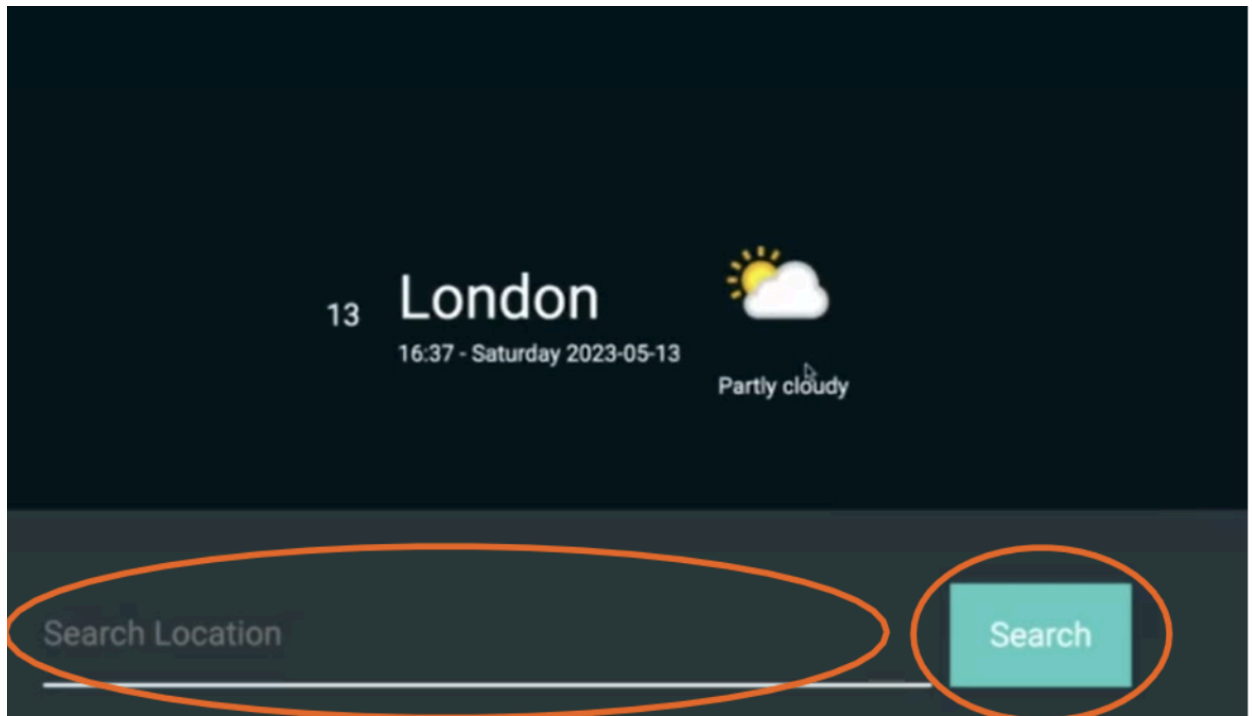 13
London
16:37 - Saturday 2023-05-13
Partly cloudy
Search Location
Search